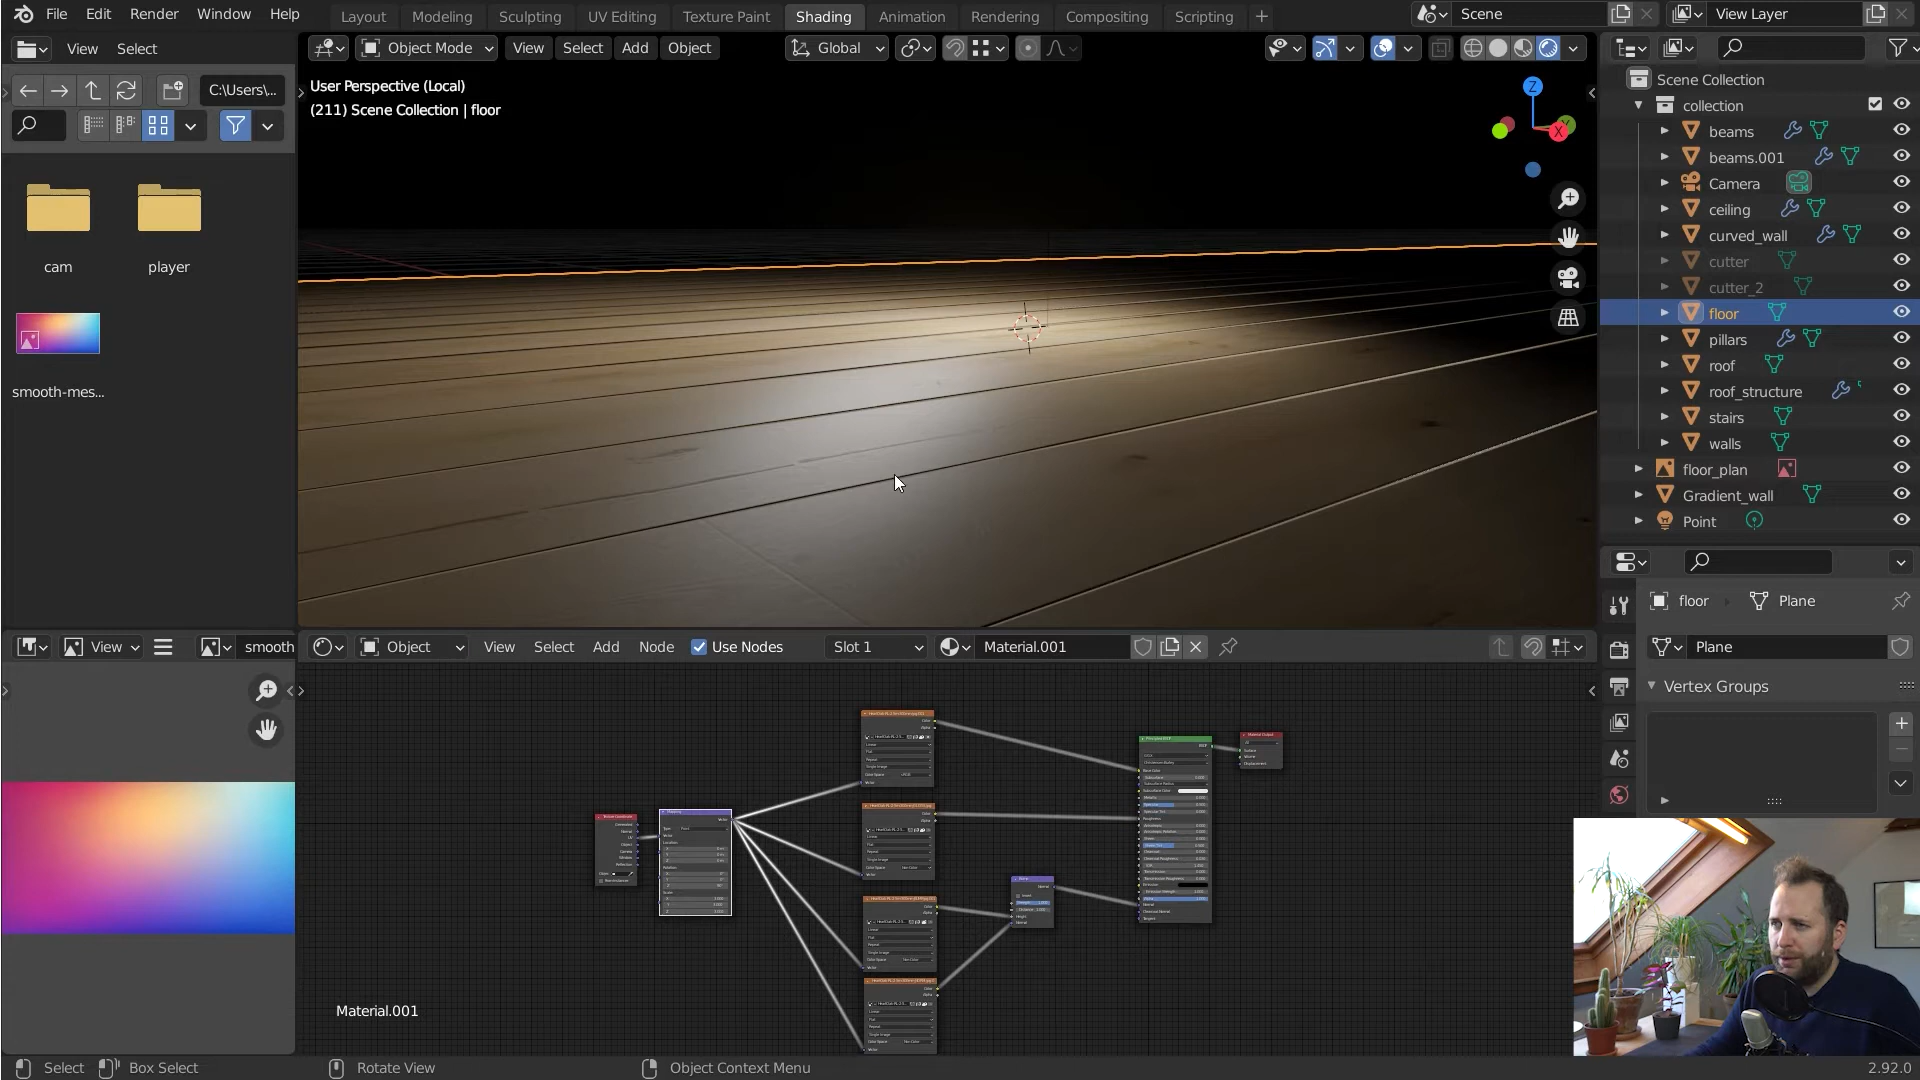 File Edit Render Window Help
Layout Modeling Sculpting UV Editing Texture Paint Shading Animation Rendering Compositing Scripting
Scene View Layer
View Select
Object Mode View Select Add Object Global
C:\Users\...
User Perspective (Local)
(211) Scene Collection | floor
Z
X
cam player
smooth-mes...
Scene Collection
collection
beams
beams.001
Camera
ceiling
curved_wall
cutter
cutter_2
floor
pillars
roof
roof_structure
stairs
walls
floor_plan
Gradient_wall
Point
floor Plane
Plane
Vertex Groups
View smooth
Object View Select Add Node Use Nodes Slot 1 Material.001
Material.001
Select Box Select Rotate View Object Context Menu 2.92.0